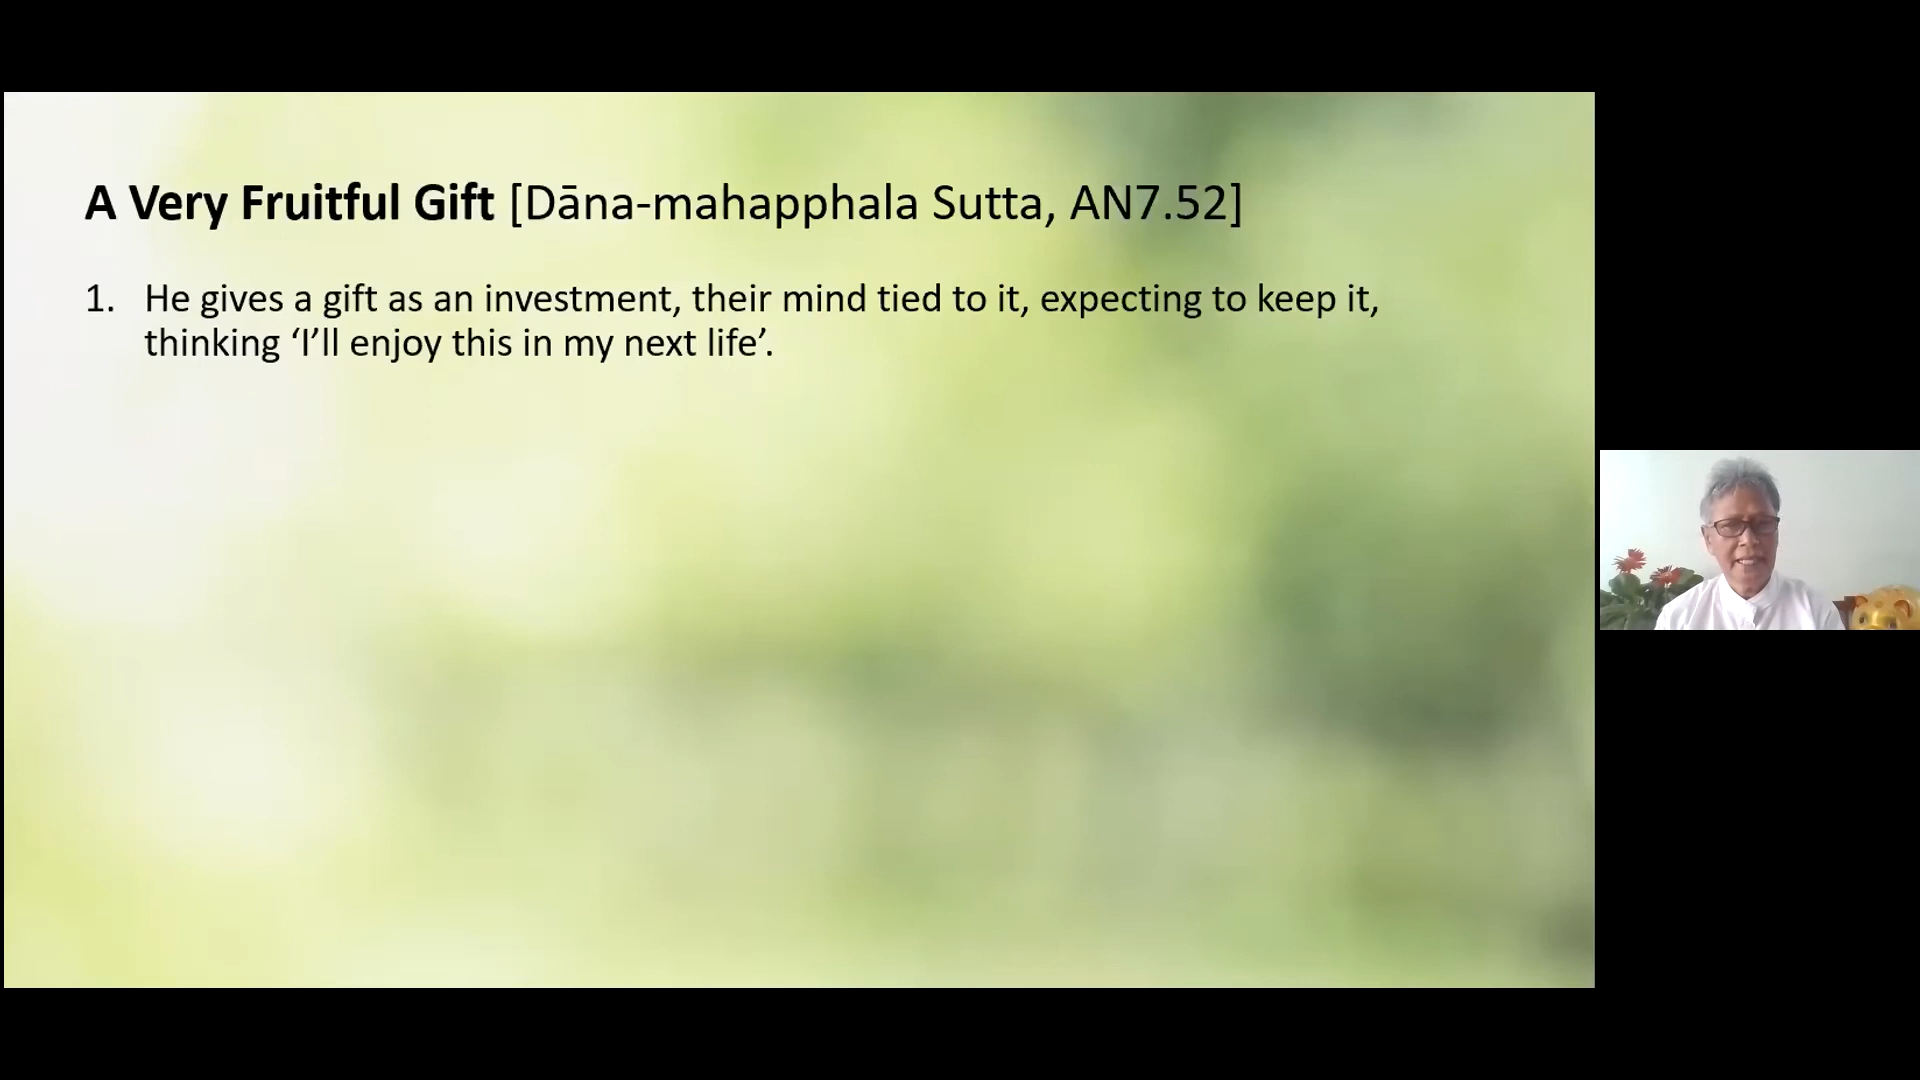 A Very Fruitful Gift [Dāna-mahapphala Sutta, AN7.52]
1. He gives a gift as an investment, their mind tied to it, expecting to keep it,
thinking ‘I’ll enjoy this in my next life’.